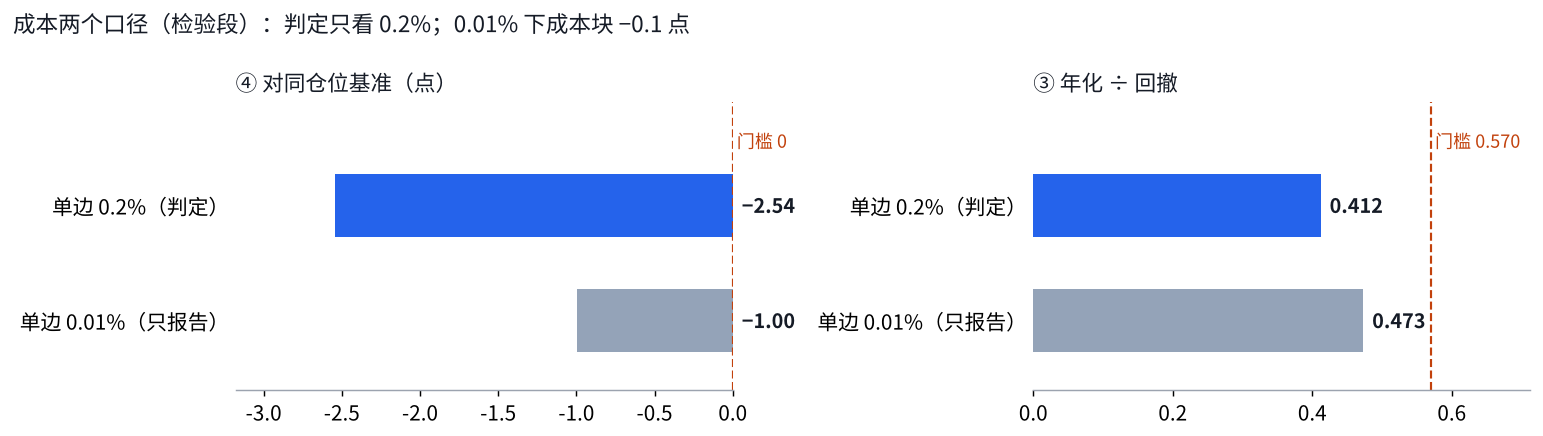 成本两个口径（检验段）：判定只看 0.2%；0.01% 下成本块 −0.1 点
④ 对同仓位基准（点）
门槛 0
单边 0.2%（判定）
−2.54
单边 0.01%（只报告）
−1.00
-3.0 -2.5 -2.0 -1.5 -1.0 -0.5 0.0
③ 年化 ÷ 回撤
门槛 0.570
单边 0.2%（判定）
0.412
单边 0.01%（只报告）
0.473
0.0 0.2 0.4 0.6